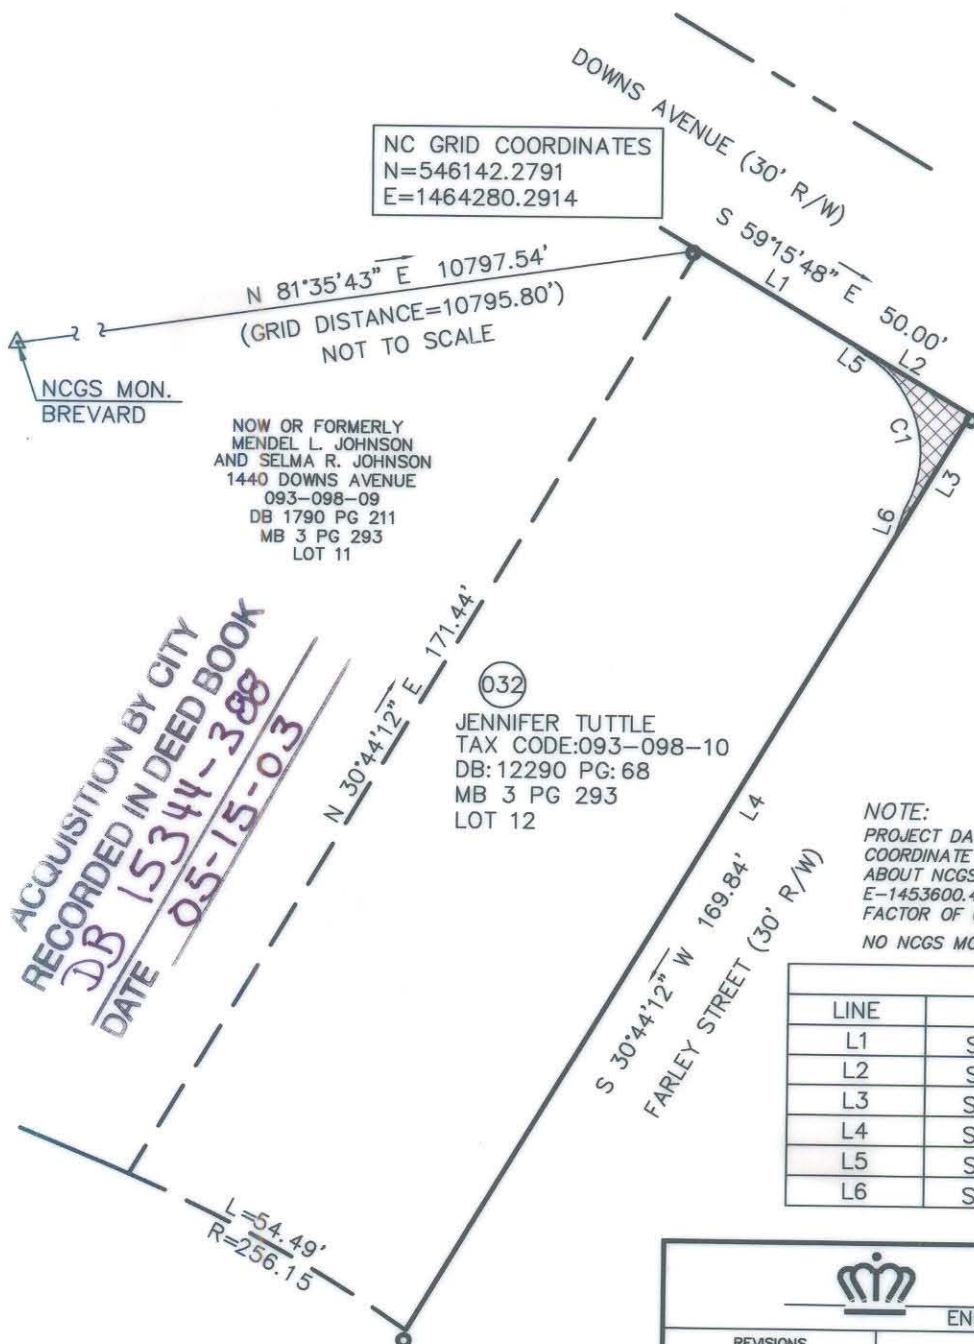 DOWNS AVENUE (30' R/W)
NC GRID COORDINATES
N=546142.2791
E=1464280.2914
S 59°15'48" E 50.00'
L1
N 81°35'43" E 10797.54'
(GRID DISTANCE=10795.80')
NOT TO SCALE
L5
L2
NCGS MON.
BREVARD
C1
L3
L6
NOW OR FORMERLY
MENDEL L. JOHNSON
AND SELMA R. JOHNSON
1440 DOWNS AVENUE
093-098-09
DB 1790 PG 211
MB 3 PG 293
LOT 11
ACQUISITION BY CITY
RECORDED IN DEED BOOK
DB 15344-388
DATE 05-15-03
N 30°44'12" E 171.44'
032
JENNIFER TUTTLE
TAX CODE:093-098-10
DB: 12290 PG: 68
MB 3 PG 293
LOT 12
S 30°44'12" W 169.84' L4
FARLEY STREET (30' R/W)
NOTE:
PROJECT DA
COORDINATE
ABOUT NCGS
E-1453600.4
FACTOR OF
NO NCGS MO
LINE
L1 S
L2 S
L3 S
L4 S
L5 S
L6 S
L=54.49'
R=256.15
EN
REVISIONS